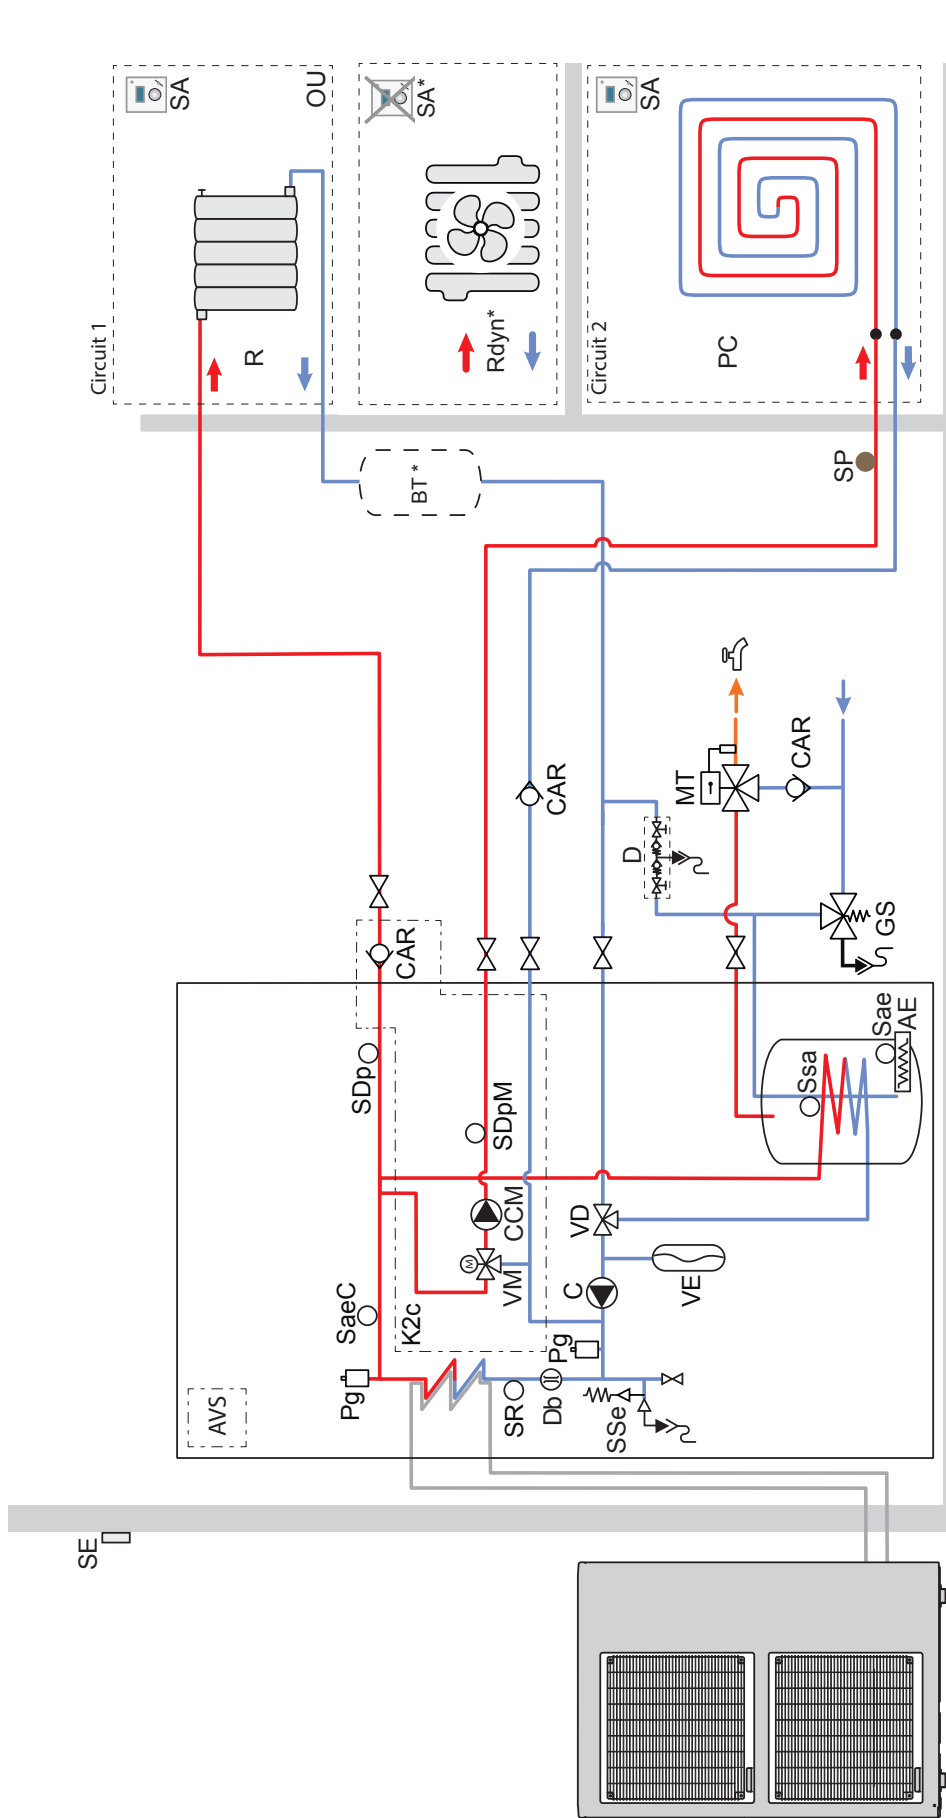 Circuit 1
SA
OU
R
SA*
Rdyn*
Circuit 2
SA
PC
BT *
SP
CAR
MT
CAR
D
GS
CAR
SDp
SDpM
Sae
AE
Ssa
CCM
VM
M
VD
C
VE
SaeC
K2c
Pg
Pg
SR
Db
SSe
AVS
SE